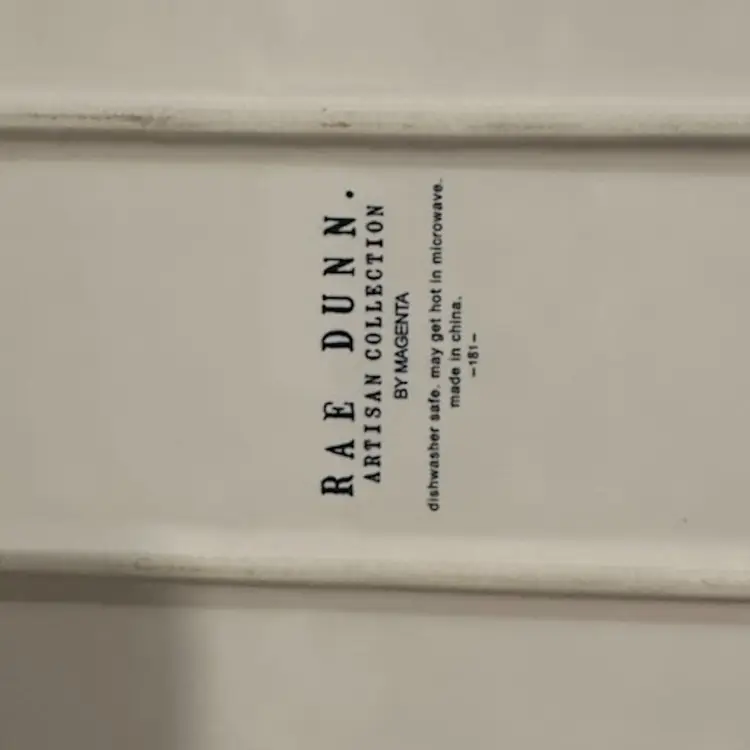 RAE DUNN.
ARTISAN COLLECTION
BY MAGENTA
dishwasher safe. may get hot in microwave.
made in china.
–181–